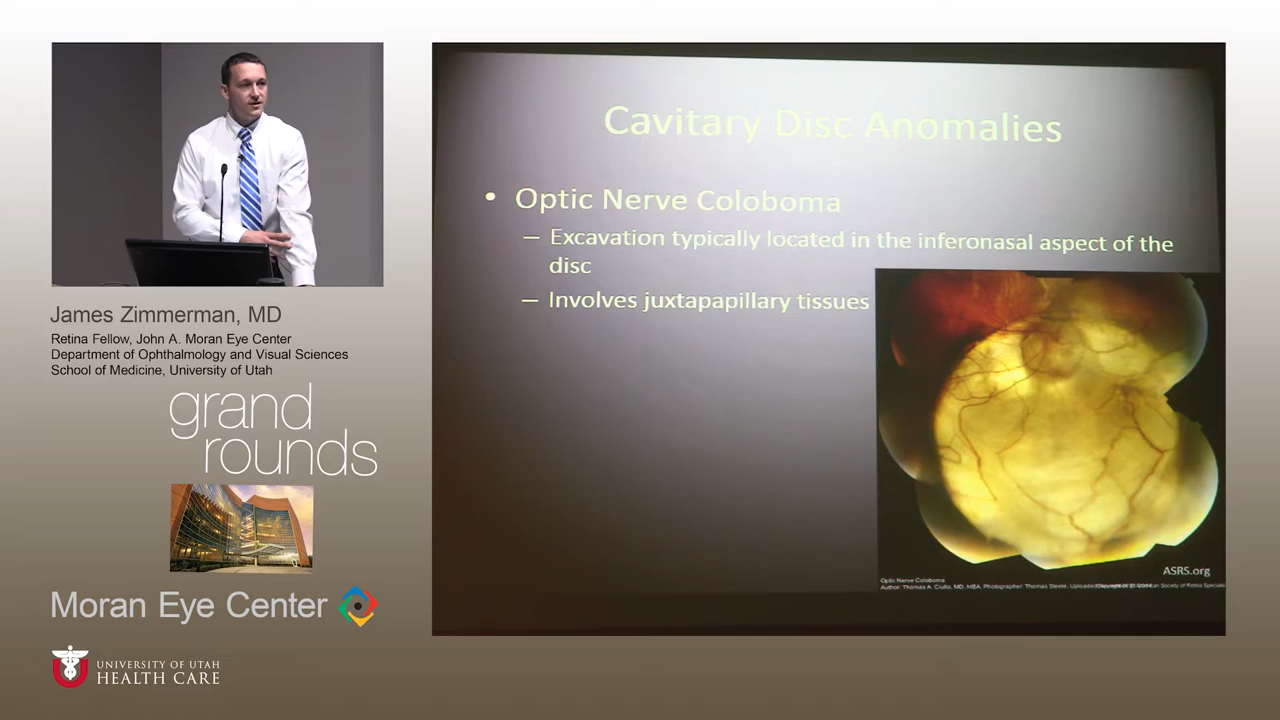 James Zimmerman, MD
Retina Fellow, John A. Moran Eye Center
Department of Ophthalmology and Visual Sciences
School of Medicine, University of Utah
grand
rounds
Moran Eye Center
UNIVERSITY OF UTAH
HEALTH CARE
Cavitary Disc Anomalies
• Optic Nerve Coloboma
– Excavation typically located in the inferonasal aspect of the
disc
– Involves juxtapapillary tissues
ASRS.org
Optic Nerve Coloboma
Author: Thomas A. Ciulla, MD, MBA. Photographer: Thomas Steele.